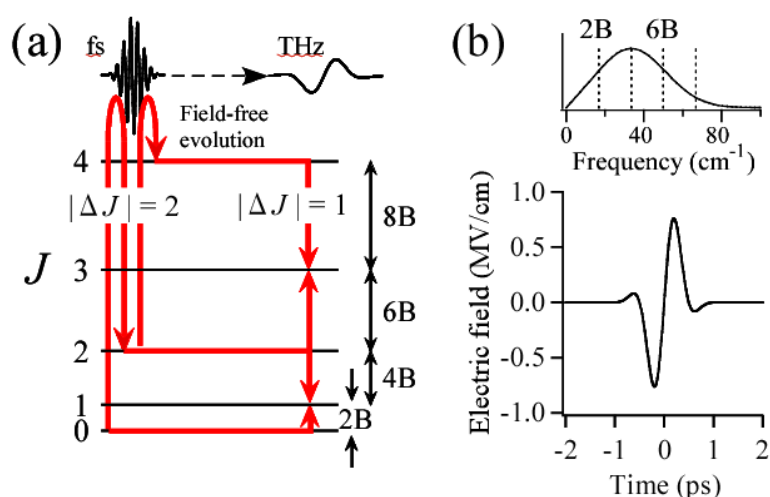 (a)
fs
THz
Field-free
evolution
4
|ΔJ| = 2
|ΔJ| = 1
8B
J
3
6B
2
4B
1
2B
0
(b)
2B 6B
0 40 80
Frequency (cm⁻¹)
Electric field (MV/cm)
1.0
0.5
0.0
-0.5
-1.0
-2 -1 0 1 2
Time (ps)